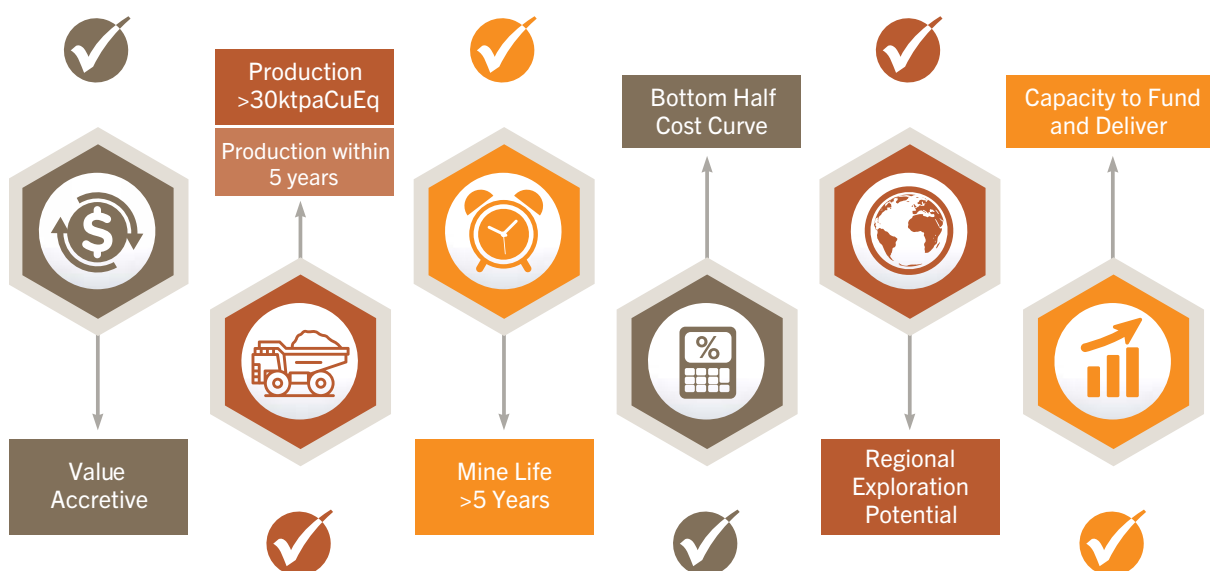 Value
Accretive
Production
>30ktpaCuEq
Production within
5 years
$
Mine Life
>5 Years
Bottom Half
Cost Curve
%
Regional
Exploration
Potential
Capacity to Fund
and Deliver